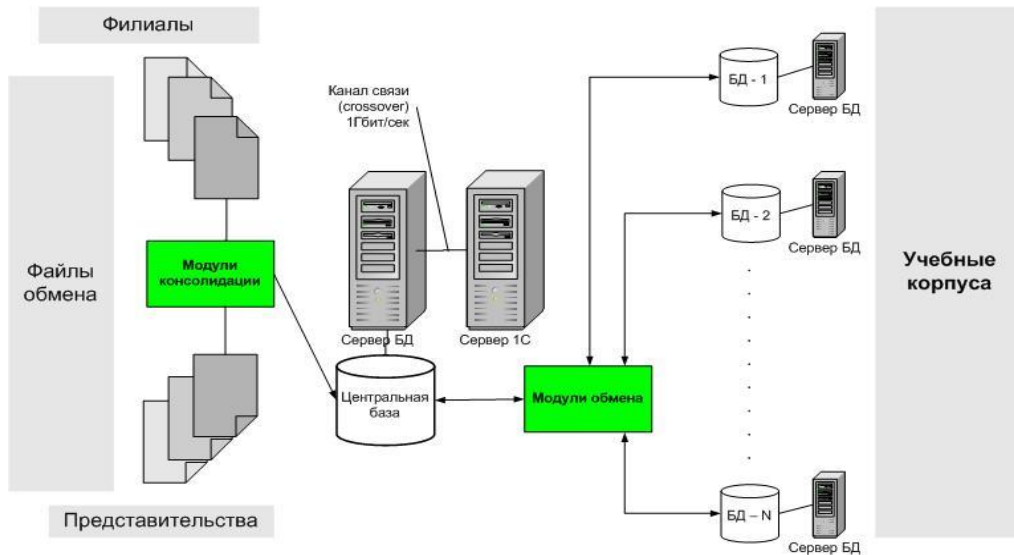 Филиалы
Файлы
обмена
Модули
консолидации
Представительства
Канал связи
(crossover)
1Гбит/сек
Сервер БД
Сервер 1С
Центральная
база
Модули обмена
БД - 1
Сервер БД
БД - 2
Сервер БД
БД – N
Сервер БД
Учебные
корпуса